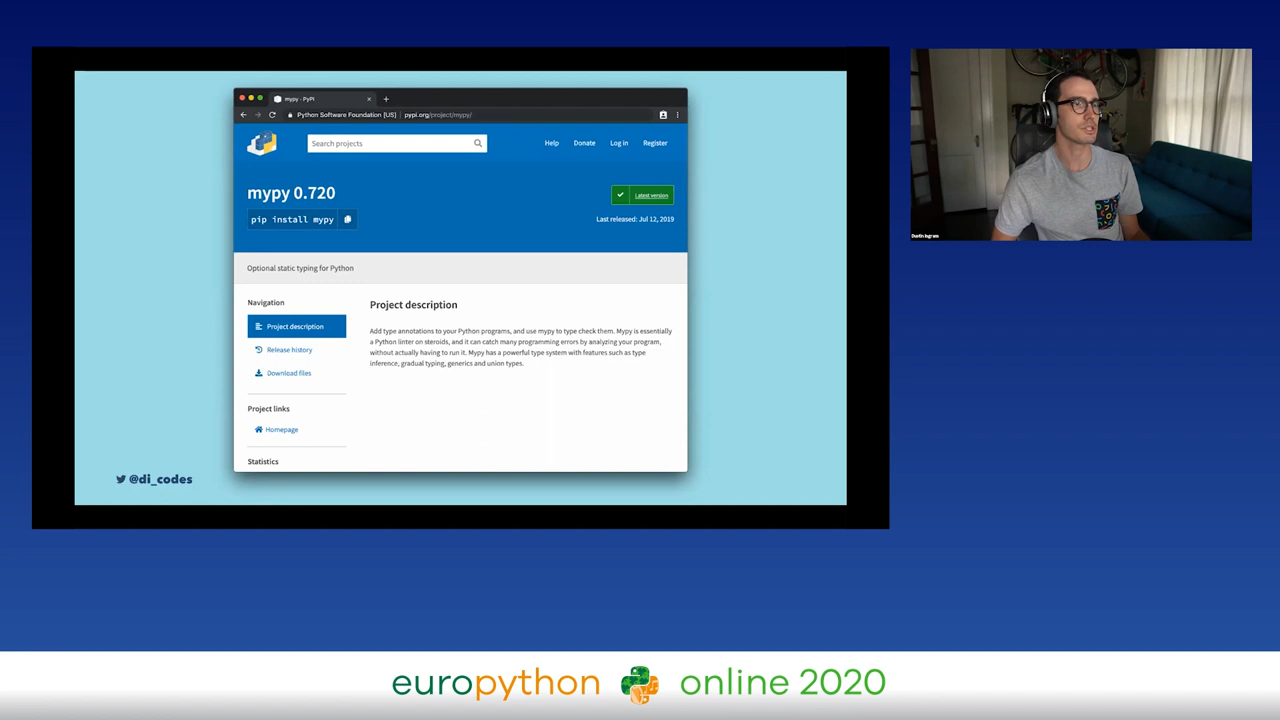 mypy · PyPI
Python Software Foundation [US] pypi.org/project/mypy/
Search projects
Help Donate Log in Register
mypy 0.720
Latest version
pip install mypy
Last released: Jul 12, 2019
Optional static typing for Python
Navigation
Project description
Release history
Download files
Project links
Homepage
Statistics
Project description
Add type annotations to your Python programs, and use mypy to type check them. Mypy is essentially
a Python linter on steroids, and it can catch many programming errors by analyzing your program,
without actually having to run it. Mypy has a powerful type system with features such as type
inference, gradual typing, generics and union types.
@di_codes
Dustin Ingram
europython online 2020